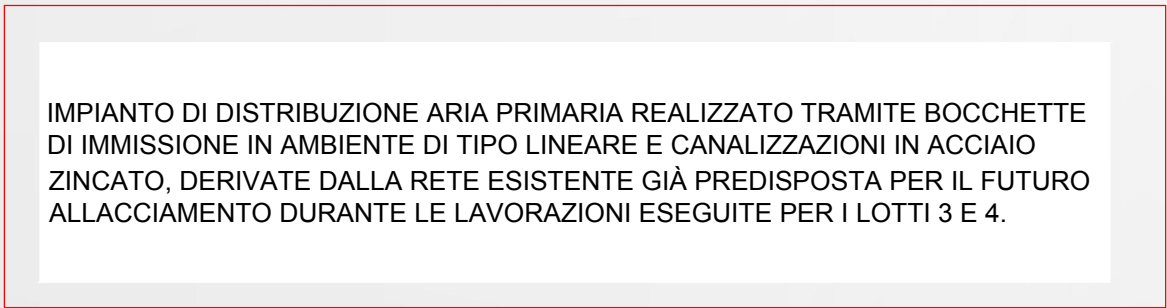 IMPIANTO DI DISTRIBUZIONE ARIA PRIMARIA REALIZZATO TRAMITE BOCCHETTE
DI IMMISSIONE IN AMBIENTE DI TIPO LINEARE E CANALIZZAZIONI IN ACCIAIO
ZINCATO, DERIVATE DALLA RETE ESISTENTE GIÀ PREDISPOSTA PER IL FUTURO
ALLACCIAMENTO DURANTE LE LAVORAZIONI ESEGUITE PER I LOTTI 3 E 4.